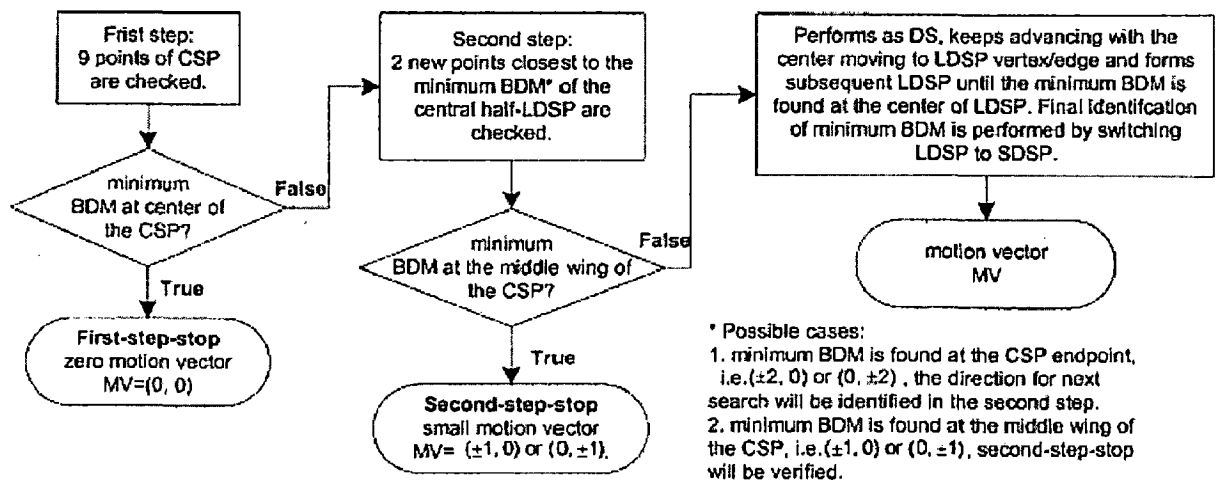 Frist step:
9 points of CSP
are checked.
minimum
BDM at center of
the CSP?
False
True
First-step-stop
zero motion vector
MV=(0, 0)
Second step:
2 new points closest to the
minimum BDM* of the
central half-LDSP are
checked.
minimum
BDM at the middle wing of
the CSP?
False
True
Second-step-stop
small motion vector
MV= (±1, 0) or (0, ±1).
Performs as DS, keeps advancing with the
center moving to LDSP vertex/edge and forms
subsequent LDSP until the minimum BDM is
found at the center of LDSP. Final identifcation
of minimum BDM is performed by switching
LDSP to SDSP.
motion vector
MV
* Possible cases:
1. minimum BDM is found at the CSP endpoint,
i.e.(±2, 0) or (0, ±2) , the direction for next
search will be identified in the second step.
2. minimum BDM is found at the middle wing of
the CSP, i.e.(±1, 0) or (0, ±1), second-step-stop
will be verified.